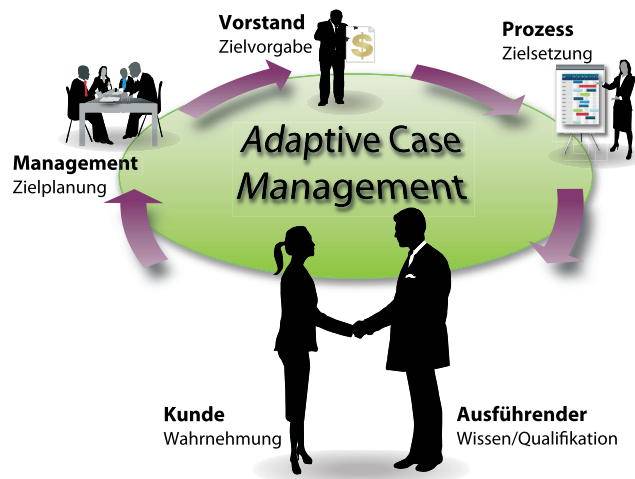 Vorstand
Zielvorgabe
$
Prozess
Zielsetzung
Management
Zielplanung
Adaptive Case
Management
Kunde
Wahrnehmung
Ausführender
Wissen/Qualifikation